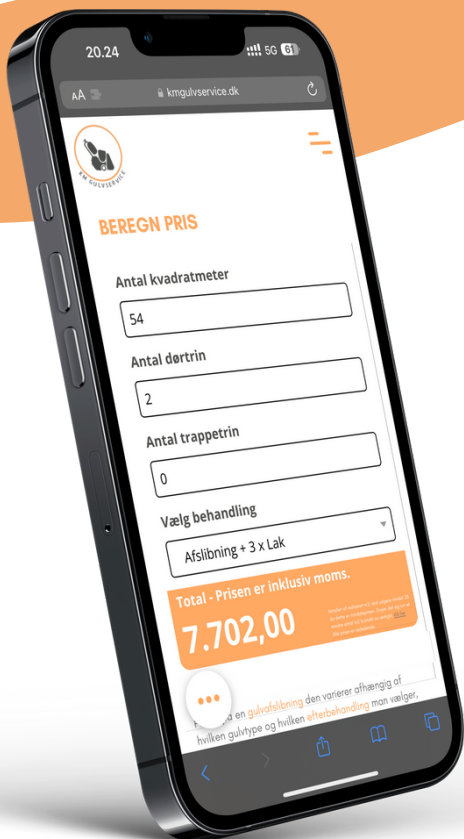 20.24
5G 61
AA
kmgulvservice.dk
KM GULVSERVICE
BEREGN PRIS
Antal kvadratmeter
54
Antal dørtrin
2
Antal trappetrin
0
Vælg behandling
Afslibning + 3 x Lak
Total - Prisen er inklusiv moms.
7.702,00
en gulvafslibring den varierer afhængig af
hvilken gulvtype og hvilken efterbehandling man vælger,